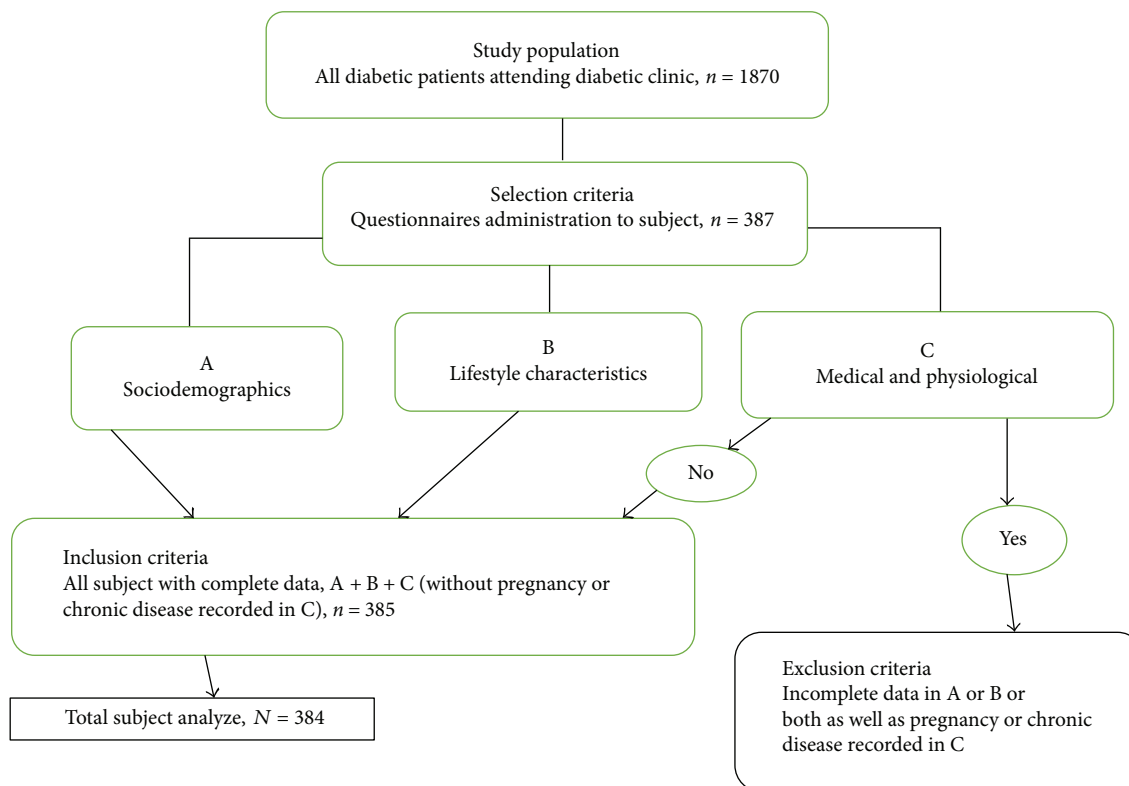 Study population
All diabetic patients attending diabetic clinic, n = 1870
Selection criteria
Questionnaires administration to subject, n = 387
A
Sociodemographics
B
Lifestyle characteristics
C
Medical and physiological
No
Yes
Inclusion criteria
All subject with complete data, A + B + C (without pregnancy or
chronic disease recorded in C), n = 385
Total subject analyze, N = 384
Exclusion criteria
Incomplete data in A or B or
both as well as pregnancy or chronic
disease recorded in C